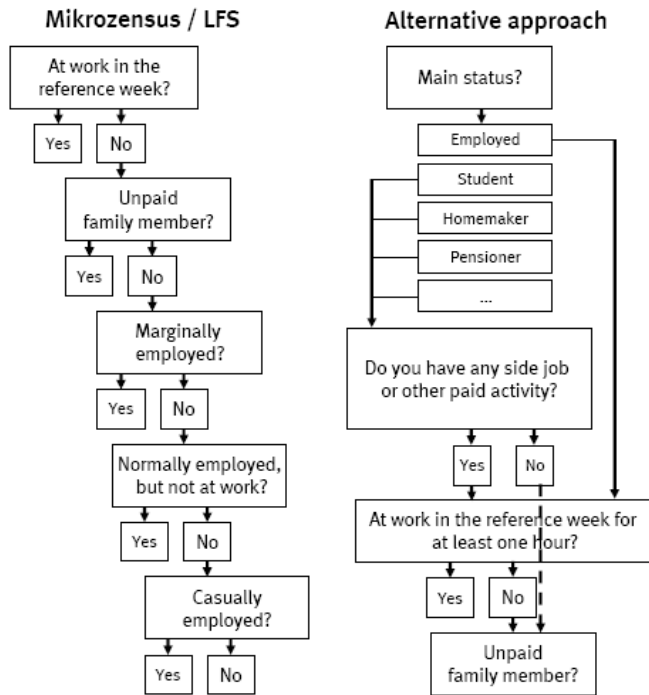 Mikrozensus / LFS
At work in the
reference week?
Yes
No
Unpaid
family member?
Yes
No
Marginally
employed?
Yes
No
Normally employed,
but not at work?
Yes
No
Casually
employed?
Yes
No
Alternative approach
Main status?
Employed
Student
Homemaker
Pensioner
...
Do you have any side job
or other paid activity?
Yes
No
At work in the reference week for
at least one hour?
Yes
No
Unpaid
family member?